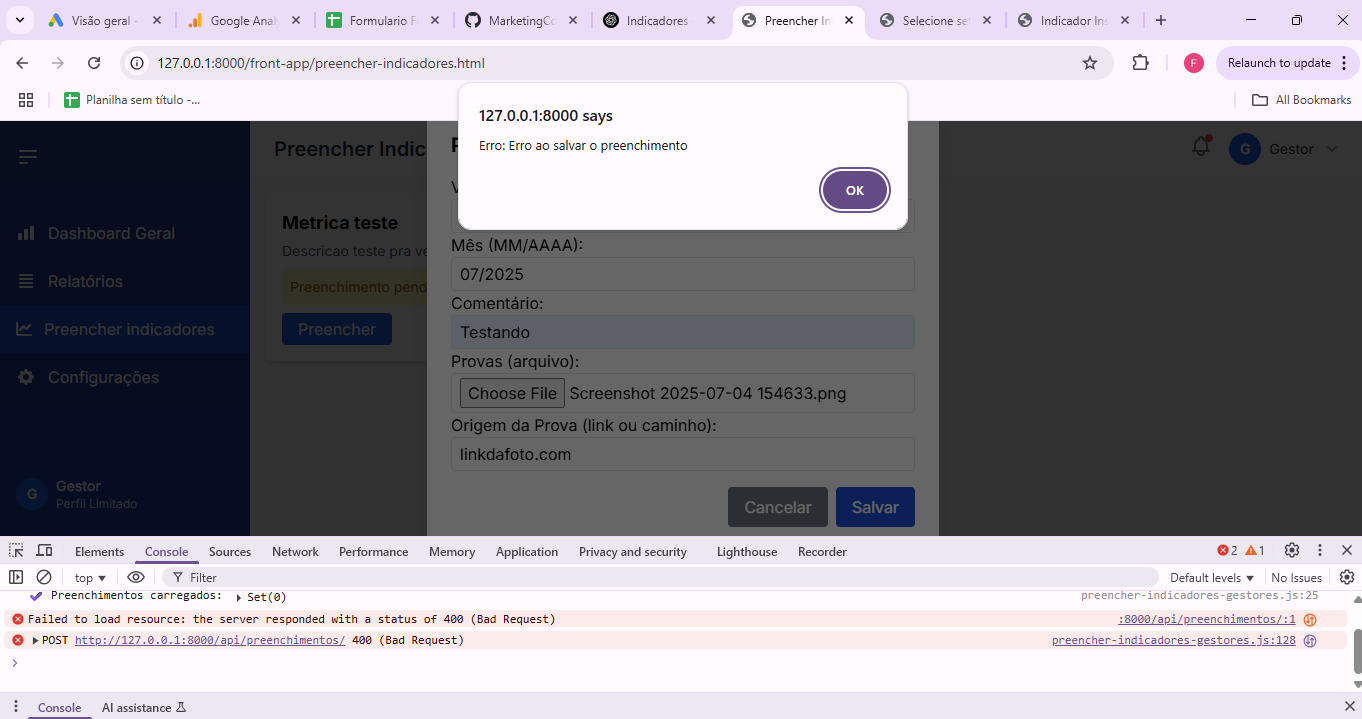 Visão geral –
Google Anal
Formulario F
MarketingCo
Indicadores
Preencher In
Selecione se
Indicador Ins
127.0.0.1:8000/front-app/preencher-indicadores.html
F
Relaunch to update
Planilha sem título -...
All Bookmarks
127.0.0.1:8000 says
Erro: Erro ao salvar o preenchimento
OK
Preencher Indic
G
Gestor
Dashboard Geral
Relatórios
Preencher indicadores
Configurações
G
Gestor
Perfil Limitado
Metrica teste
Descricao teste pra ve
Preenchimento pend
Preencher
Mês (MM/AAAA):
07/2025
Comentário:
Testando
Provas (arquivo):
Choose File Screenshot 2025-07-04 154633.png
Origem da Prova (link ou caminho):
linkdafoto.com
Cancelar
Salvar
Elements
Console
Sources
Network
Performance
Memory
Application
Privacy and security
Lighthouse
Recorder
2
1
top
Filter
Default levels
No Issues
Preenchimentos carregados: Set(0)
preencher-indicadores-gestores.js:25
Failed to load resource: the server responded with a status of 400 (Bad Request)
:8000/api/preenchimentos/:1
POST http://127.0.0.1:8000/api/preenchimentos/ 400 (Bad Request)
preencher-indicadores-gestores.js:128
Console
AI assistance